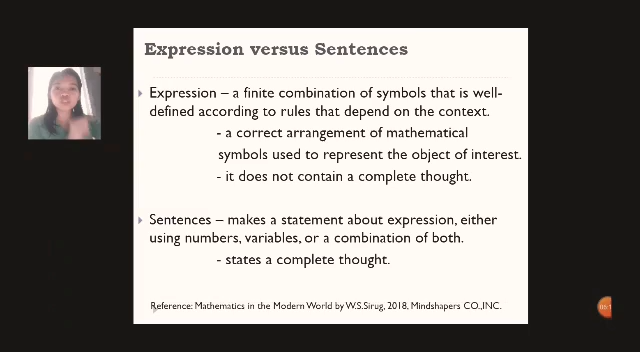 Expression versus Sentences
Expression – a finite combination of symbols that is well-
defined according to rules that depend on the context.
- a correct arrangement of mathematical
symbols used to represent the object of interest.
- it does not contain a complete thought.
Sentences – makes a statement about expression, either
using numbers, variables, or a combination of both.
- states a complete thought.
Reference: Mathematics in the Modern World by W.S.Sirug, 2018, Mindshapers CO.,INC.